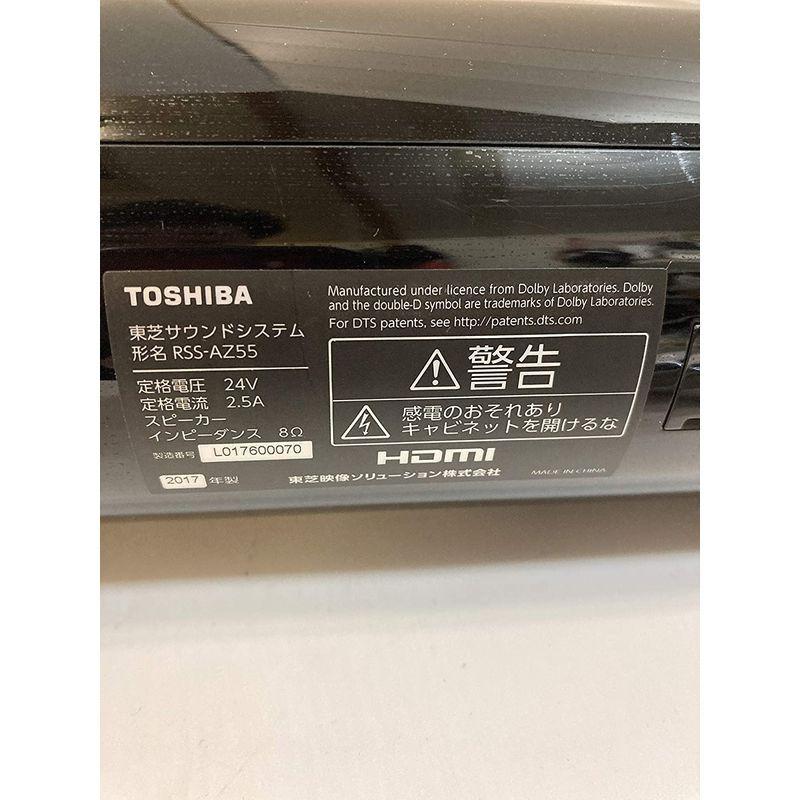 TOSHIBA
東芝サウンドシステム
形名 RSS-AZ55
定格電圧 24V
定格電流 2.5A
スピーカー
インピーダンス 8Ω
製造番号 L017600070
2017 年製
Manufactured under licence from Dolby Laboratories. Dolby
and the double-D symbol are trademarks of Dolby Laboratories.
For DTS patents, see http://patents.dts.com
警告
感電のおそれあり
キャビネットを開けるな
HDMI
東芝映像ソリューション株式会社
MADE IN CHINA